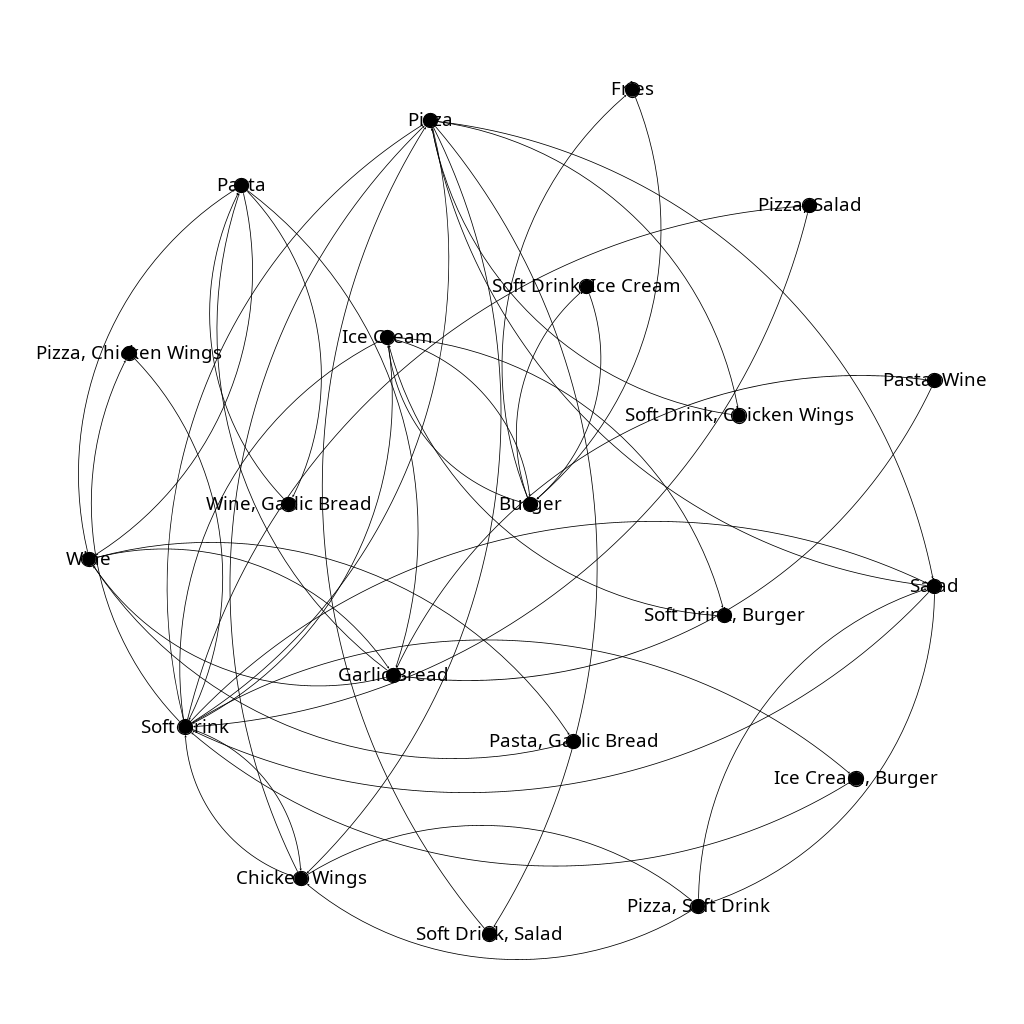 Fries
Pizza
Pasta
Pizza, Salad
Soft Drink, Ice Cream
Ice Cream
Pizza, Chicken Wings
Pasta, Wine
Soft Drink, Chicken Wings
Wine, Garlic Bread
Burger
Wine
Salad
Soft Drink, Burger
Garlic Bread
Soft Drink
Pasta, Garlic Bread
Ice Cream, Burger
Chicken Wings
Pizza, Soft Drink
Soft Drink, Salad